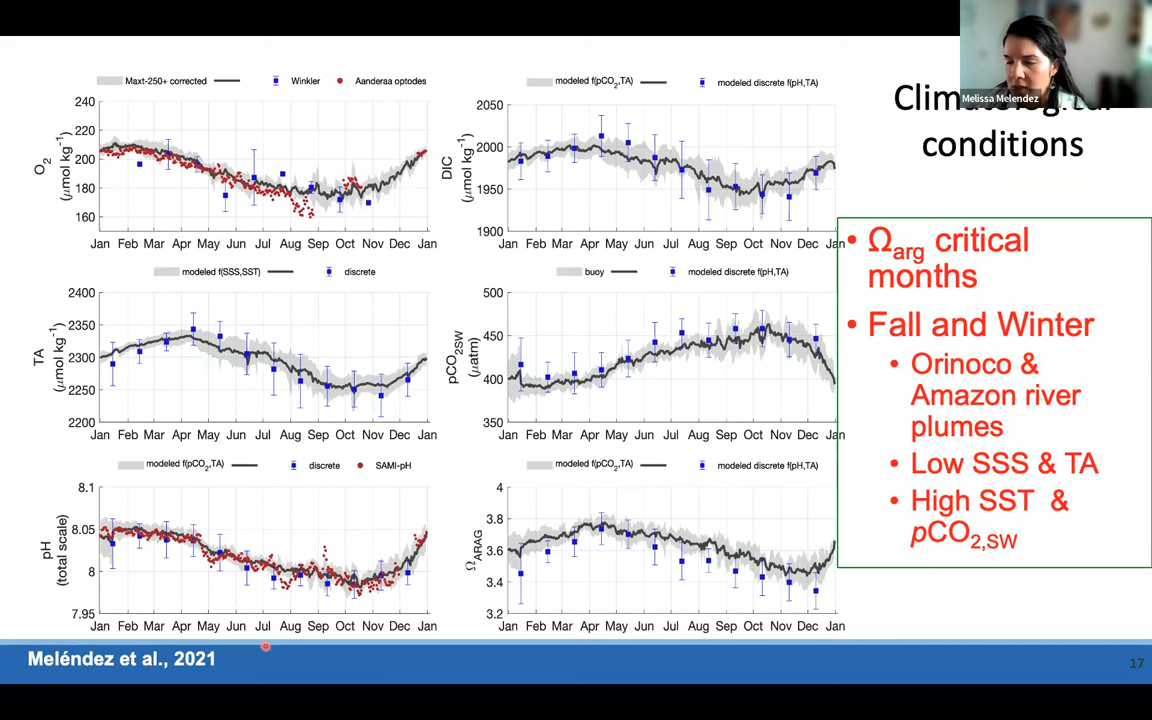 Melissa Melendez
Climatological
conditions
Maxt-250+ corrected Winkler Aanderaa optodes
240
220
200
180
160
O2
(μmol kg-1)
Jan Feb Mar Apr May Jun Jul Aug Sep Oct Nov Dec Jan
modeled f(pCO2,TA) modeled discrete f(pH,TA)
2050
2000
1950
1900
DIC
(μmol kg-1)
Jan Feb Mar Apr May Jun Jul Aug Sep Oct Nov Dec Jan
modeled f(SSS,SST) discrete
2400
2350
2300
2250
2200
TA
(μmol kg-1)
Jan Feb Mar Apr May Jun Jul Aug Sep Oct Nov Dec Jan
buoy modeled discrete f(pH,TA)
500
450
400
350
pCO2SW
(μatm)
Jan Feb Mar Apr May Jun Jul Aug Sep Oct Nov Dec Jan
modeled f(pCO2,TA) discrete SAMI-pH
8.1
8.05
8
7.95
pH
(total scale)
Jan Feb Mar Apr May Jun Jul Aug Sep Oct Nov Dec Jan
modeled f(pCO2,TA) modeled discrete f(pH,TA)
4
3.8
3.6
3.4
3.2
ΩARAG
Jan Feb Mar Apr May Jun Jul Aug Sep Oct Nov Dec Jan
• Ωarg critical
months
• Fall and Winter
• Orinoco &
Amazon river
plumes
• Low SSS & TA
• High SST &
pCO2,SW
Meléndez et al., 2021
17